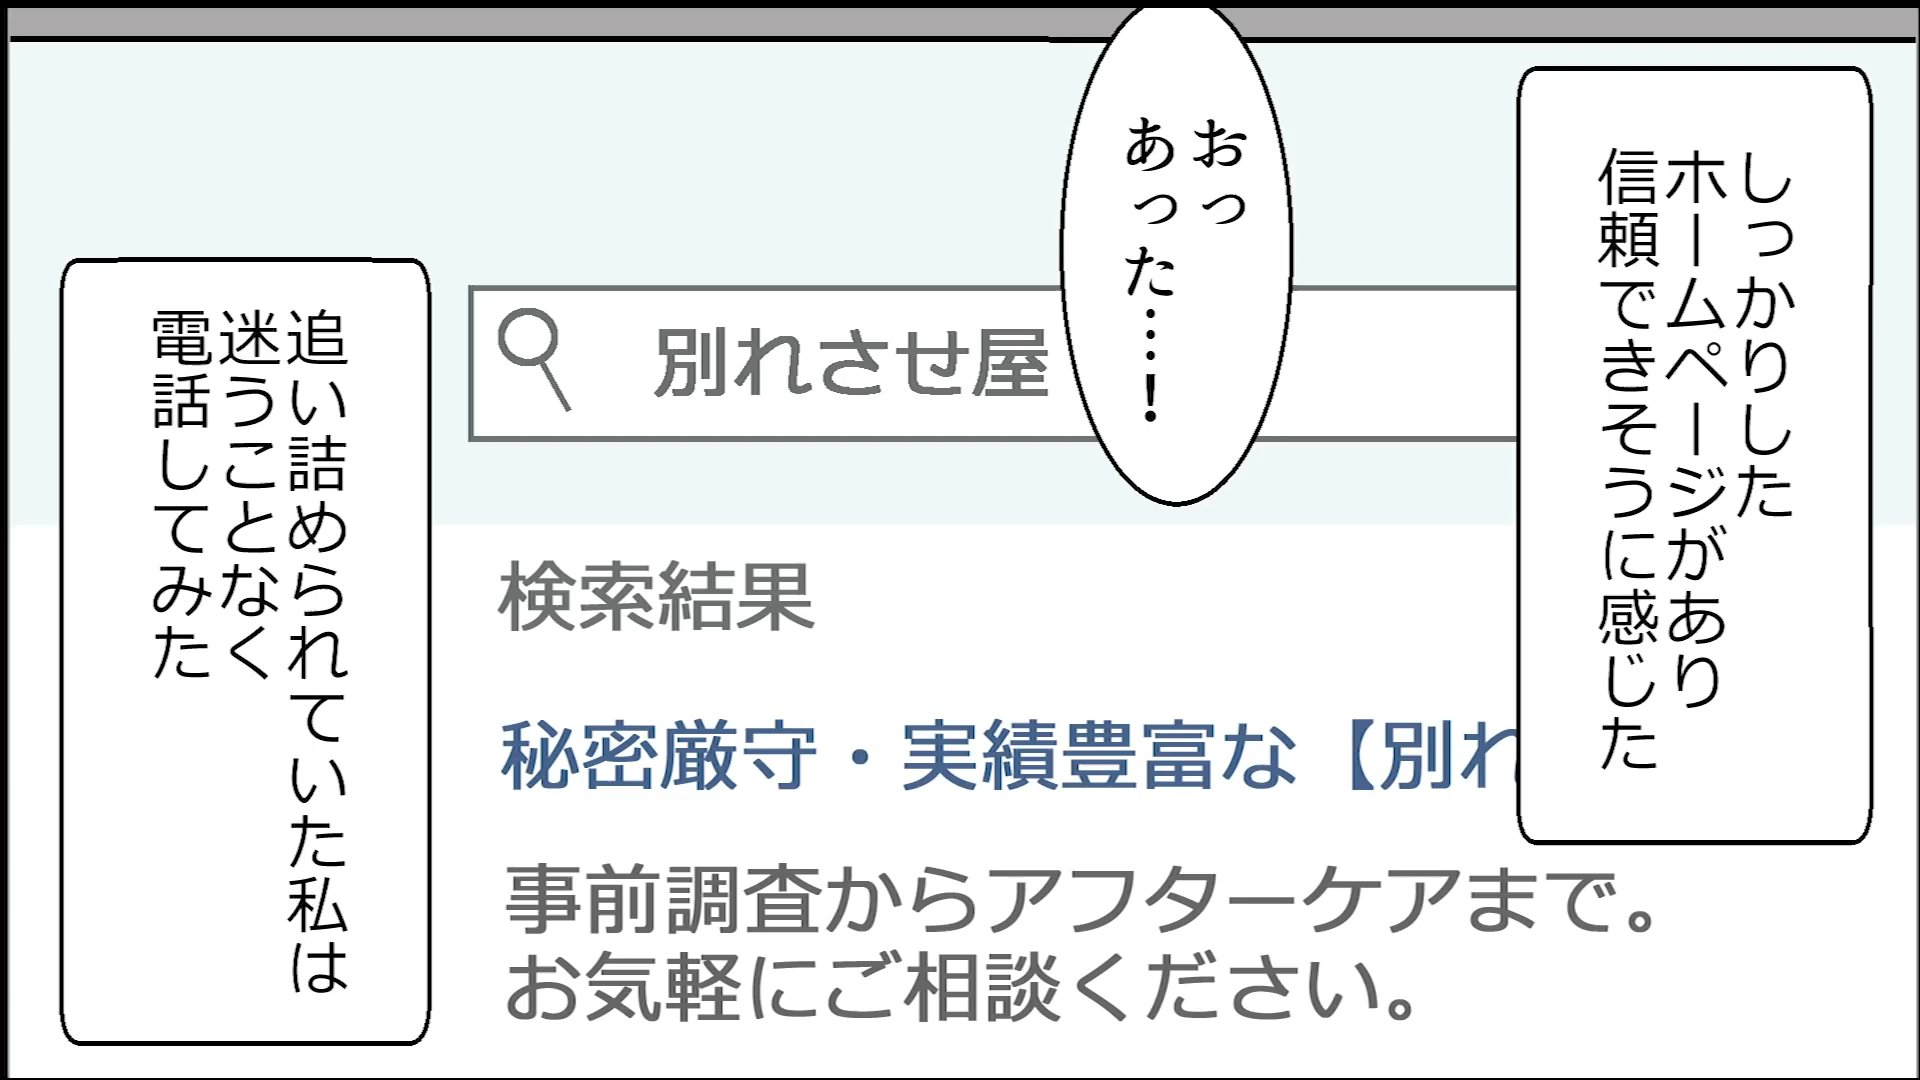 しっかりした
ホームページがあり
信頼できそうに感じた
おっ
あった……!
別れさせ屋
検索結果
秘密厳守・実績豊富な【別れ
事前調査からアフターケアまで。
お気軽にご相談ください。
追い詰められていた私は
迷うことなく
電話してみた